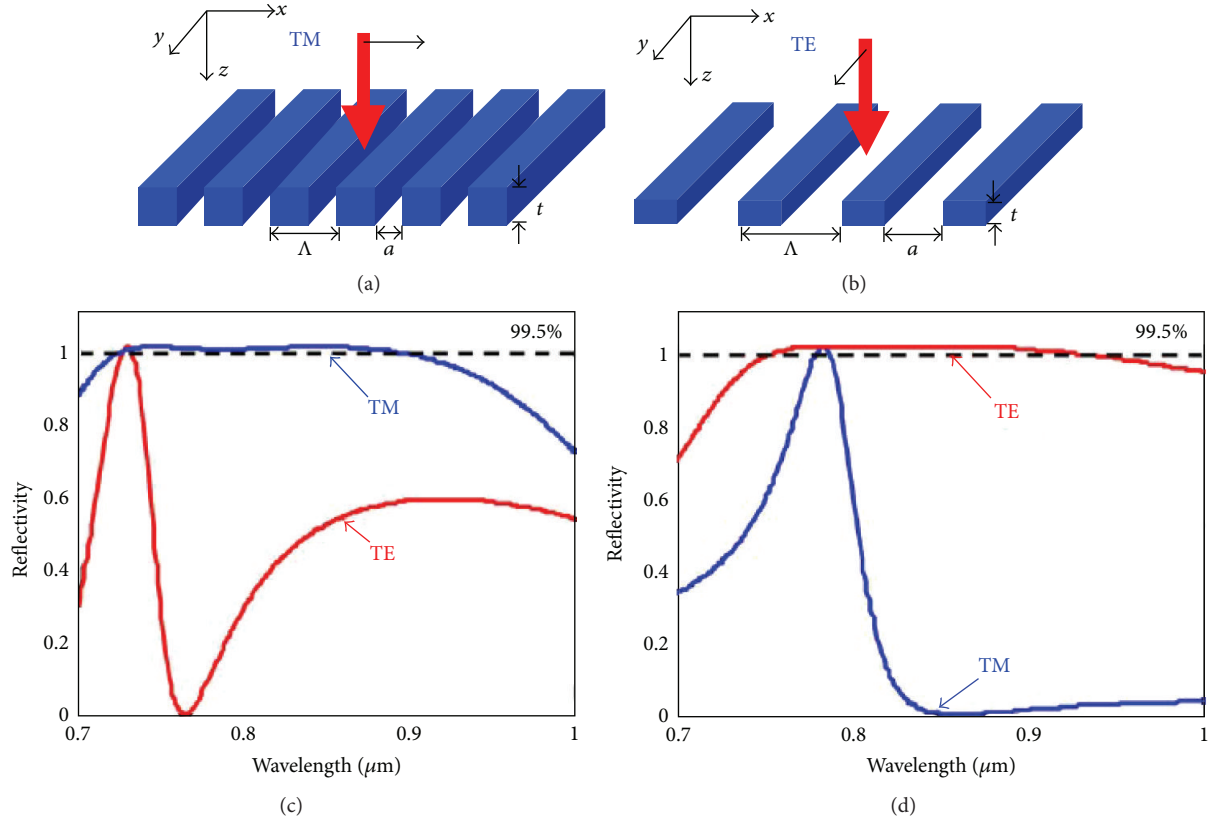 x
y
z
TM
t
Λ
a
(a)
x
y
z
TE
t
Λ
a
(b)
99.5%
1
0.8
0.6
0.4
0.2
0
TM
TE
Reflectivity
0.7
0.8
0.9
1
Wavelength (μm)
(c)
99.5%
1
0.8
0.6
0.4
0.2
0
TE
TM
Reflectivity
0.7
0.8
0.9
1
Wavelength (μm)
(d)